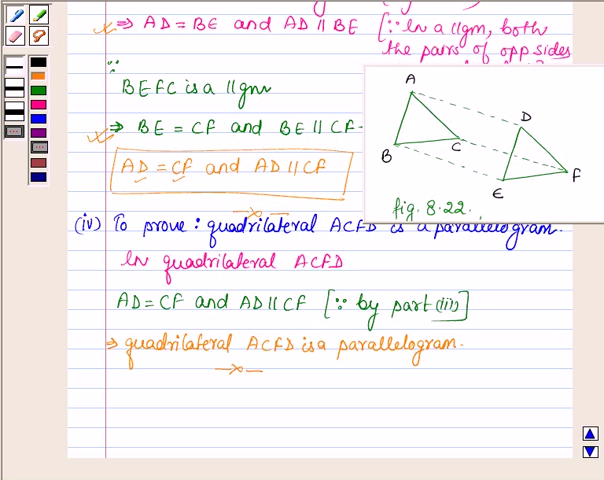 ⇒ AD = BE and AD ∥ BE [∵ In a ∥gm, both
the pairs of opp sides
∵
BEFC is a ∥gm
⇒ BE = CF and BE ∥ CF.
AD = CF and AD ∥ CF
A
D
B
C
E
F
fig. 8.22.
(iv) To prove : quadrilateral ACFD is a parallelogram.
In quadrilateral ACFD
AD = CF and AD ∥ CF [∵ by part (iii)]
⇒ quadrilateral ACFD is a parallelogram.